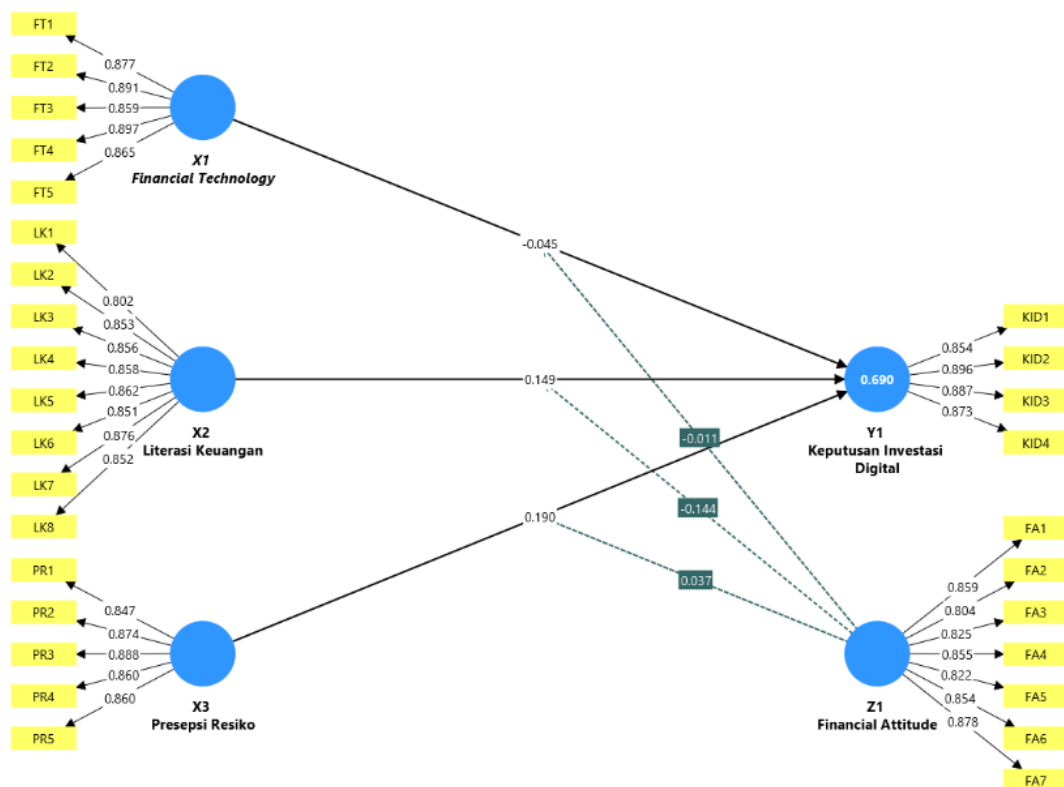 FT1
FT2
FT3
FT4
FT5
0.877
0.891
0.859
0.897
0.865
X1
Financial Technology
LK1
LK2
LK3
LK4
LK5
LK6
LK7
LK8
0.802
0.853
0.856
0.858
0.862
0.851
0.876
0.852
X2
Literasi Keuangan
PR1
PR2
PR3
PR4
PR5
0.847
0.874
0.888
0.860
0.860
X3
Presepsi Resiko
-0.045
0.149
0.190
-0.011
-0.144
0.037
0.690
Y1
Keputusan Investasi
Digital
0.854
0.896
0.887
0.873
KID1
KID2
KID3
KID4
Z1
Financial Attitude
0.859
0.804
0.825
0.855
0.822
0.854
0.878
FA1
FA2
FA3
FA4
FA5
FA6
FA7